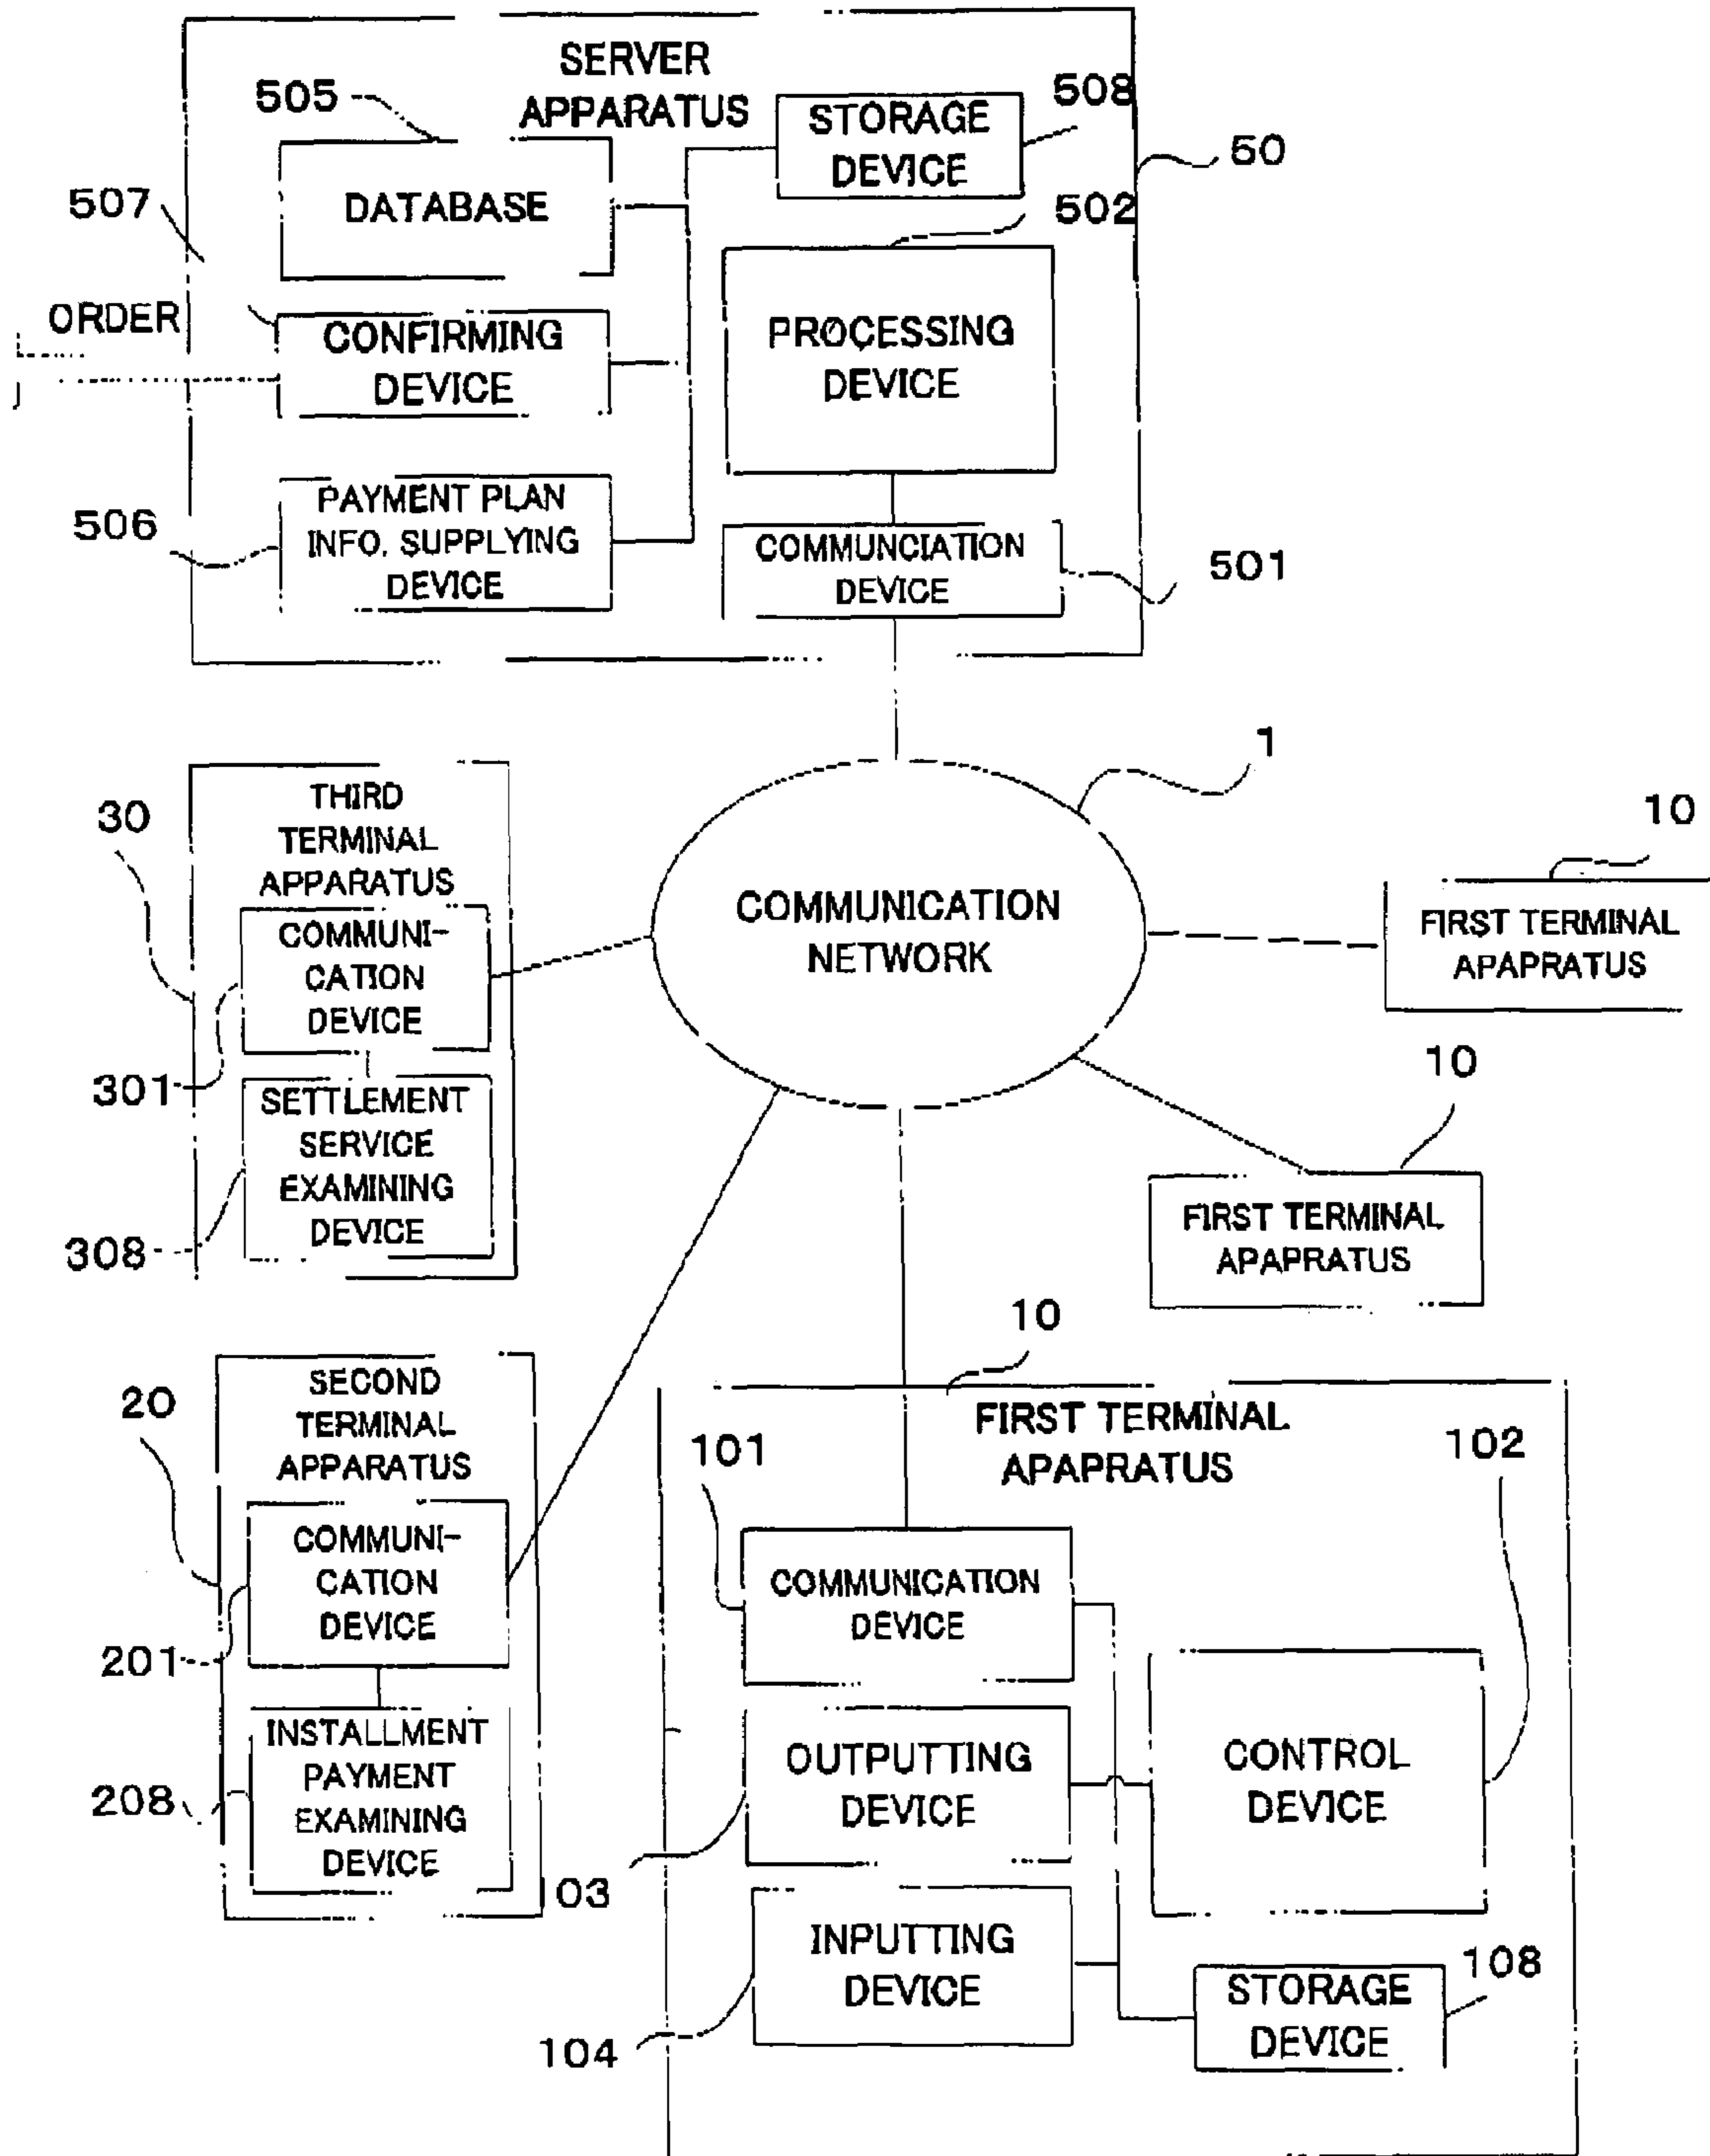 SERVER
APPARATUS
505
508
STORAGE
DEVICE
50
507
DATABASE
502
ORDER
CONFIRMING
DEVICE
PROCESSING
DEVICE
506
PAYMENT PLAN
INFO. SUPPLYING
DEVICE
COMMUNCIATION
DEVICE
501
1
30
THIRD
TERMINAL
APPARATUS
COMMUNI-
CATION
DEVICE
301
SETTLEMENT
SERVICE
EXAMINING
DEVICE
308
COMMUNICATION
NETWORK
10
FIRST TERMINAL
APAPRATUS
10
FIRST TERMINAL
APAPRATUS
20
SECOND
TERMINAL
APPARATUS
COMMUNI-
CATION
DEVICE
201
INSTALLMENT
PAYMENT
EXAMINING
DEVICE
208
10
FIRST TERMINAL
APAPRATUS
101
102
COMMUNICATION
DEVICE
OUTPUTTING
DEVICE
CONTROL
DEVICE
103
INPUTTING
DEVICE
104
108
STORAGE
DEVICE